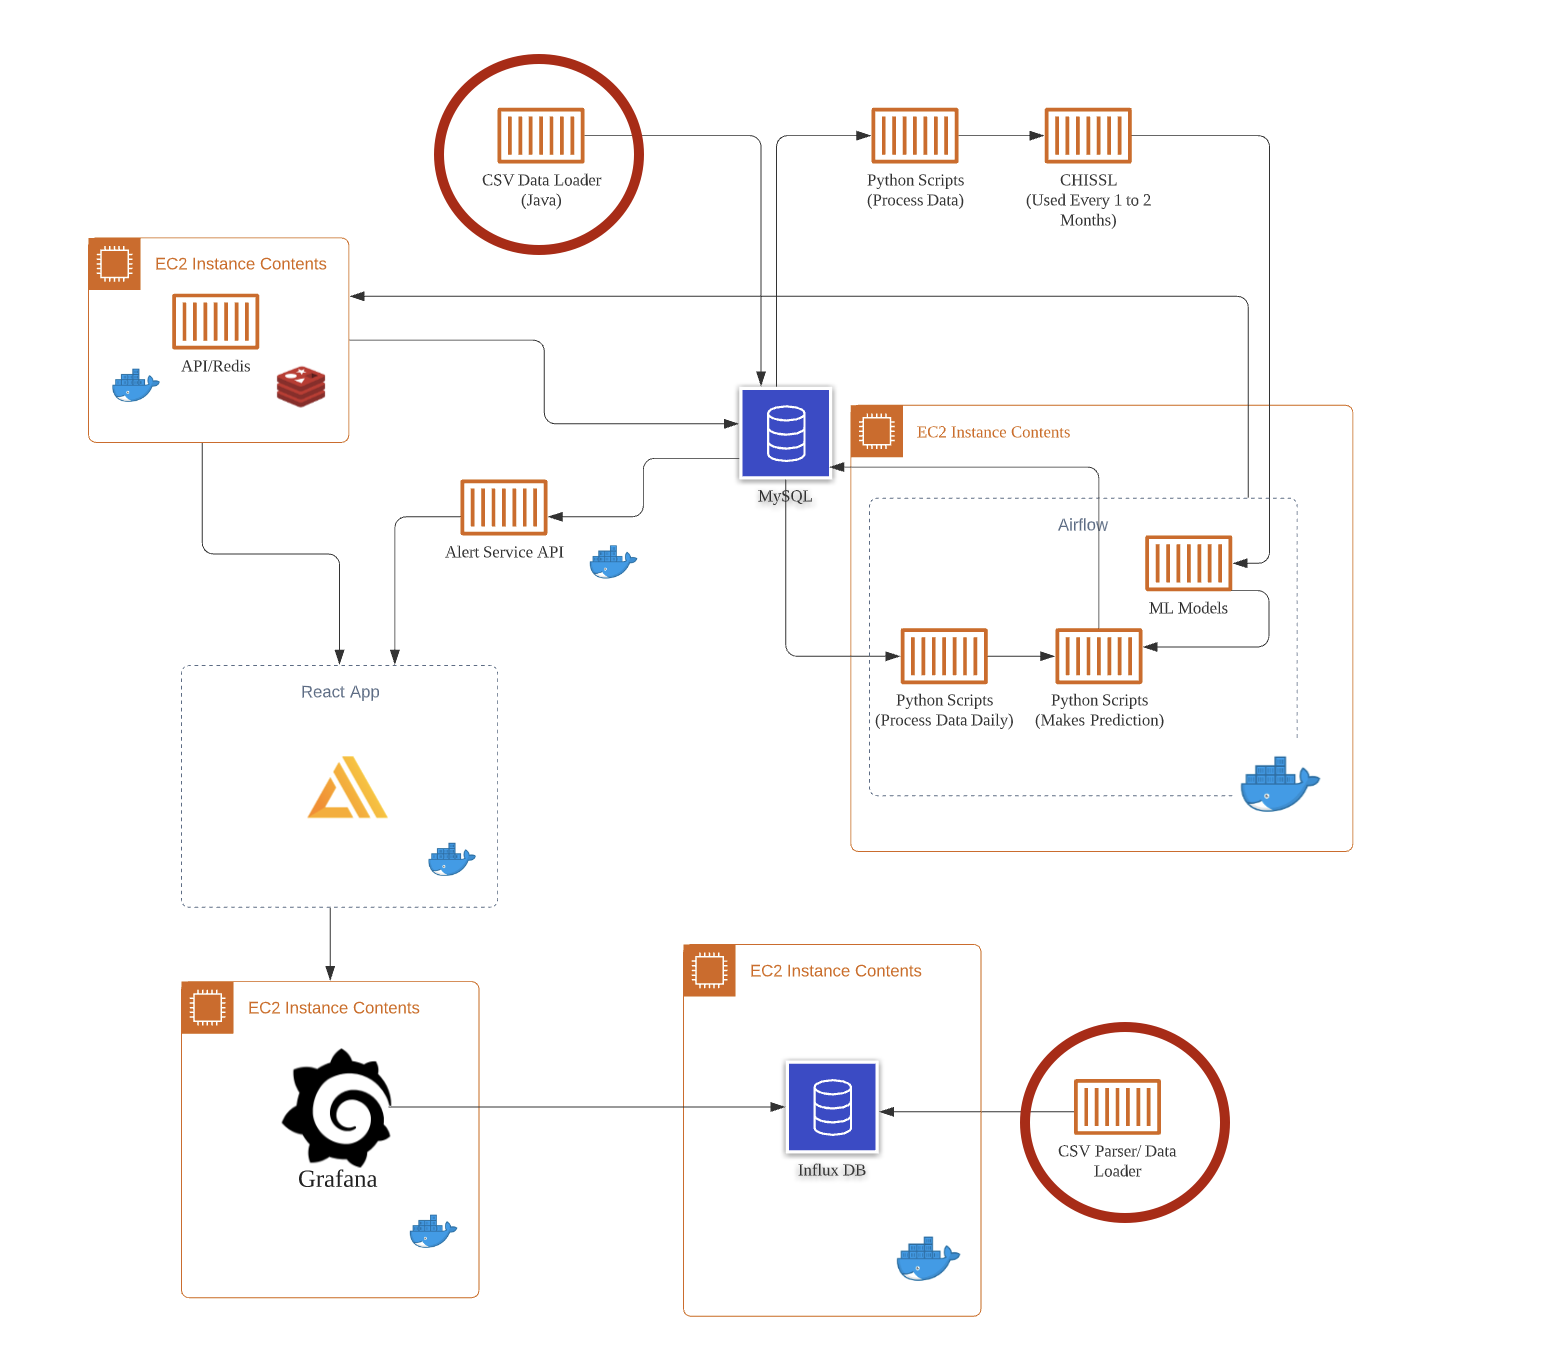 CSV Data Loader
(Java)
Python Scripts
(Process Data)
CHISSL
(Used Every 1 to 2
Months)
EC2 Instance Contents
API/Redis
MySQL
EC2 Instance Contents
Airflow
Alert Service API
ML Models
Python Scripts
(Process Data Daily)
Python Scripts
(Makes Prediction)
React App
EC2 Instance Contents
Grafana
EC2 Instance Contents
Influx DB
CSV Parser/ Data
Loader